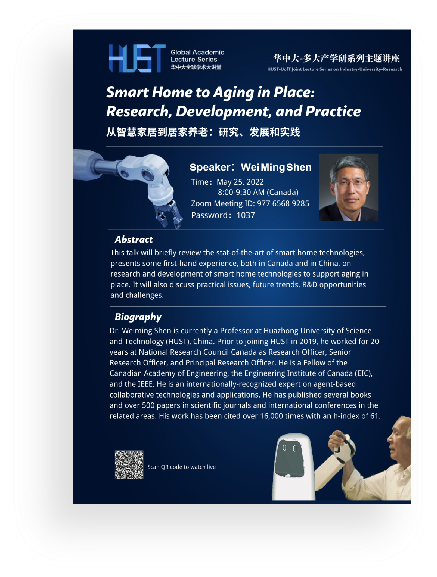 HUST
Global Academic
Lecture Series
华中大全球学术大讲堂
华中大-多大产学研系列主题讲座
HUST-UofT Joint Lecture Series on Industry-University-Research
Smart Home to Aging in Place:
Research, Development, and Practice
从智慧家居到居家养老：研究、发展和实践
Speaker: Wei Ming Shen
Time: May 25, 2022
8:00-9:30 AM (Canada)
Zoom Meeting ID: 977 6568 9285
Password: 1037
Abstract
This talk will briefly review the stat-of-the-art of smart home technologies,
presents some first-hand experience, both in Canada and in China, on
research and development of smart home technologies to support aging in
place. It will also discuss practical issues, future trends, R&D opportunities
and challenges.
Biography
Dr. Weiming Shen is currently a Professor at Huazhong University of Science
and Technology (HUST), China. Prior to joining HUST in 2019, he worked for 20
years at National Research Council Canada as Research Officer, Senior
Research Officer, and Principal Research Officer. He is a Fellow of the
Canadian Academy of Engineering, the Engineering Institute of Canada (EIC),
and the IEEE. He is an internationally-recognized expert on agent-based
collaborative technologies and applications. He has published several books
and over 500 papers in scientific journals and international conferences in the
related areas. His work has been cited over 16,000 times with an h-index of 61.
Scan QR code to watch live